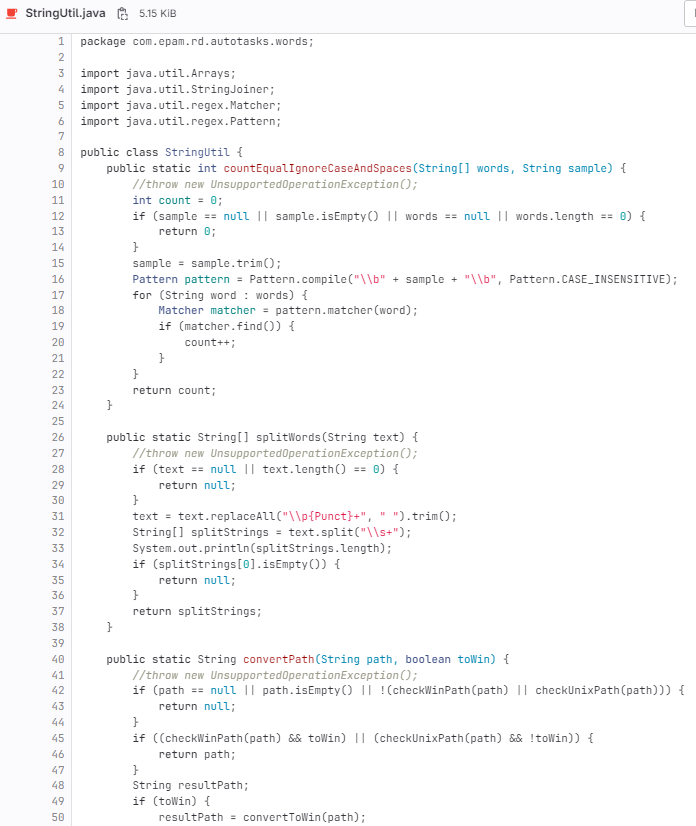 StringUtil.java 5.15 KiB
1 package com.epam.rd.autotasks.words;
2
3 import java.util.Arrays;
4 import java.util.StringJoiner;
5 import java.util.regex.Matcher;
6 import java.util.regex.Pattern;
7
8 public class StringUtil {
9     public static int countEqualIgnoreCaseAndSpaces(String[] words, String sample) {
10         //throw new UnsupportedOperationException();
11         int count = 0;
12         if (sample == null || sample.isEmpty() || words == null || words.length == 0) {
13             return 0;
14         }
15         sample = sample.trim();
16         Pattern pattern = Pattern.compile("\\b" + sample + "\\b", Pattern.CASE_INSENSITIVE);
17         for (String word : words) {
18             Matcher matcher = pattern.matcher(word);
19             if (matcher.find()) {
20                 count++;
21             }
22         }
23         return count;
24     }
25
26     public static String[] splitWords(String text) {
27         //throw new UnsupportedOperationException();
28         if (text == null || text.length() == 0) {
29             return null;
30         }
31         text = text.replaceAll("\\p{Punct}+", " ").trim();
32         String[] splitStrings = text.split("\\s+");
33         System.out.println(splitStrings.length);
34         if (splitStrings[0].isEmpty()) {
35             return null;
36         }
37         return splitStrings;
38     }
39
40     public static String convertPath(String path, boolean toWin) {
41         //throw new UnsupportedOperationException();
42         if (path == null || path.isEmpty() || !(checkWinPath(path) || checkUnixPath(path))) {
43             return null;
44         }
45         if ((checkWinPath(path) && toWin) || (checkUnixPath(path) && !toWin)) {
46             return path;
47         }
48         String resultPath;
49         if (toWin) {
50             resultPath = convertToWin(path);